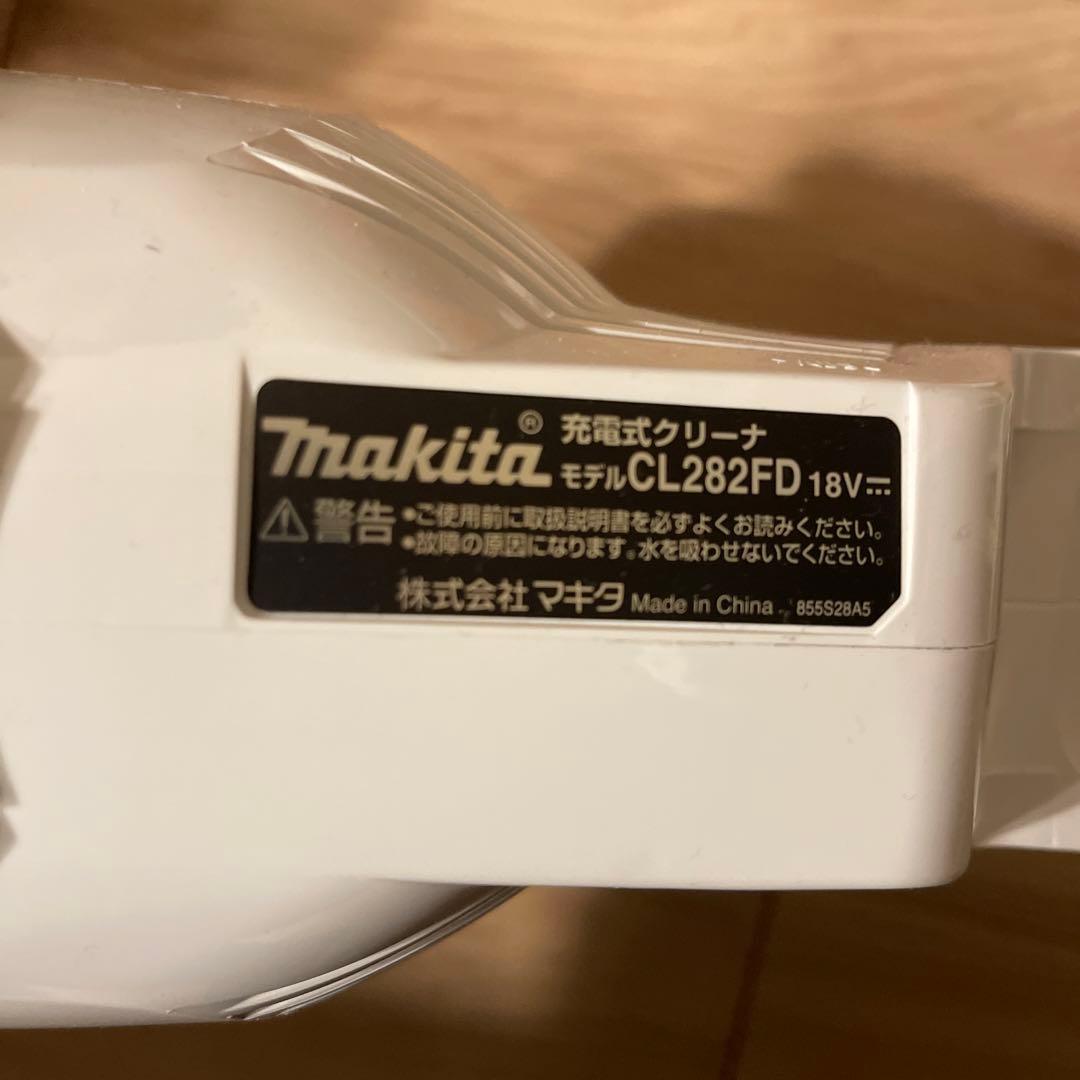 makita® 充電式クリーナ
モデルCL282FD 18V⎓
⚠警告 •ご使用前に取扱説明書を必ずよくお読みください。
•故障の原因になります。水を吸わせないでください。
株式会社マキタ Made in China 855S28A5